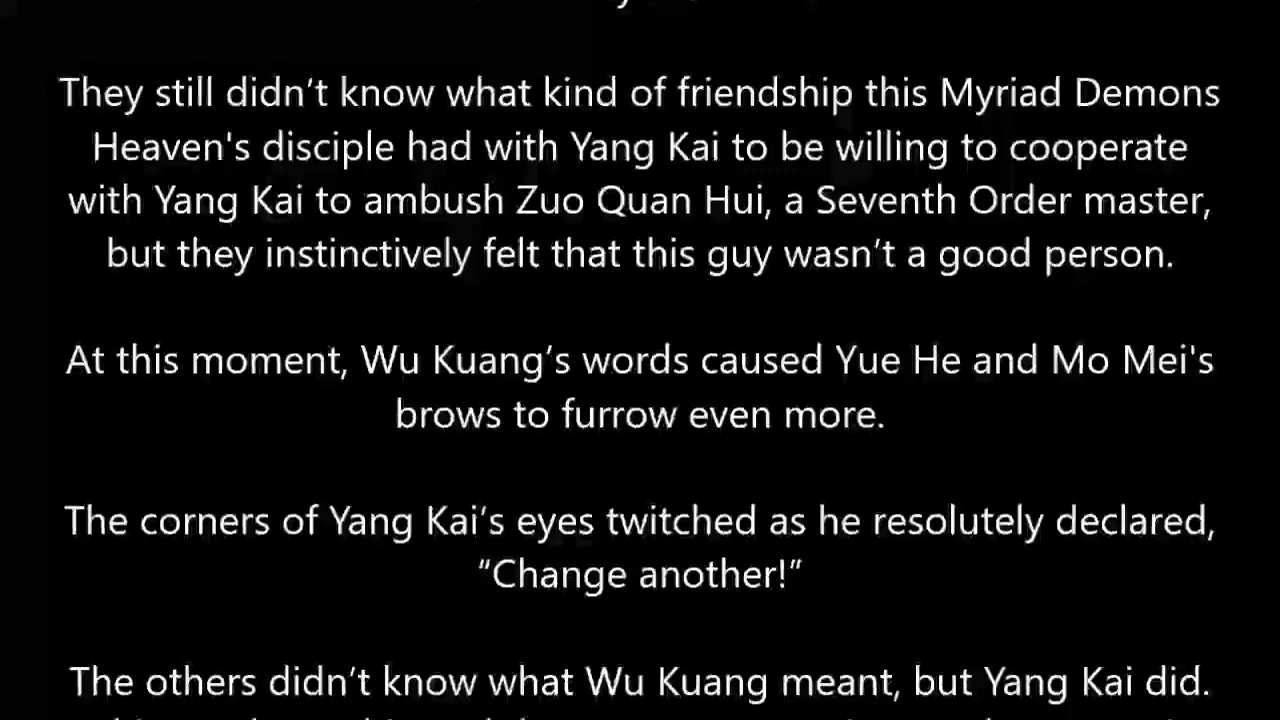 They still didn’t know what kind of friendship this Myriad Demons
Heaven's disciple had with Yang Kai to be willing to cooperate
with Yang Kai to ambush Zuo Quan Hui, a Seventh Order master,
but they instinctively felt that this guy wasn’t a good person.
At this moment, Wu Kuang’s words caused Yue He and Mo Mei's
brows to furrow even more.
The corners of Yang Kai’s eyes twitched as he resolutely declared,
“Change another!”
The others didn’t know what Wu Kuang meant, but Yang Kai did.